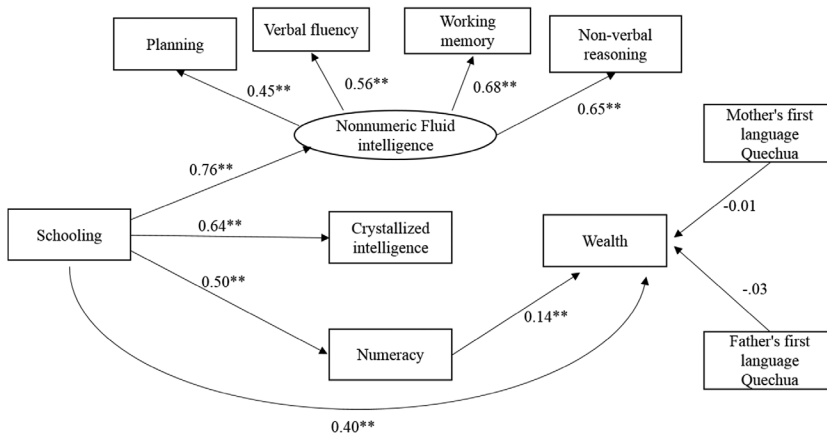 Planning
Verbal fluency
Working
memory
Non-verbal
reasoning
0.45**
0.56**
0.68**
0.65**
Nonnumeric Fluid
intelligence
Mother's first
language
Quechua
0.76**
-0.01
Schooling
0.64**
Crystallized
intelligence
Wealth
0.50**
-.03
0.14**
Numeracy
Father's first
language
Quechua
0.40**